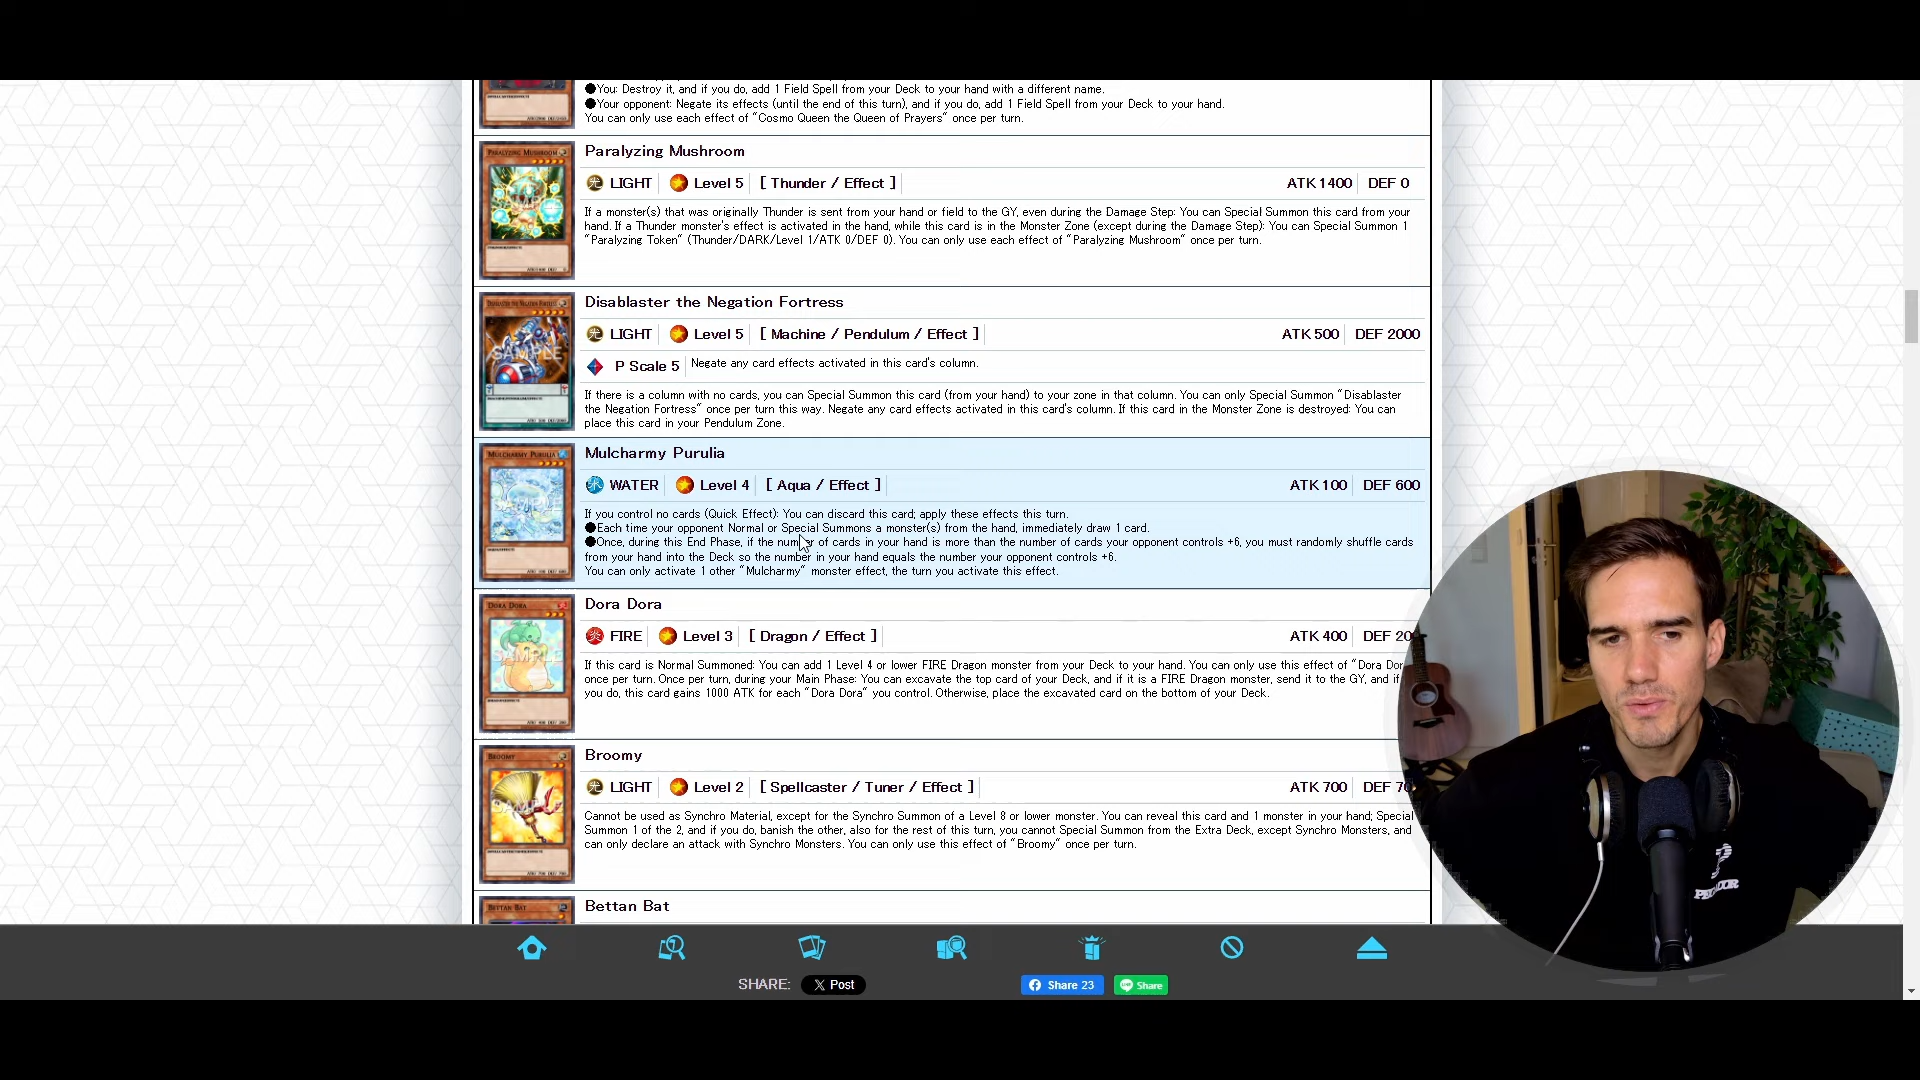 ●You: Destroy it, and if you do, add 1 Field Spell from your Deck to your hand with a different name.
●Your opponent: Negate its effects (until the end of this turn), and if you do, add 1 Field Spell from your Deck to your hand.
You can only use each effect of "Cosmo Queen the Queen of Prayers" once per turn.
PARALYZING MUSHROOM
SAMPLE
Paralyzing Mushroom
光 LIGHT Level 5 [ Thunder / Effect ] ATK 1400 DEF 0
If a monster(s) that was originally Thunder is sent from your hand or field to the GY, even during the Damage Step: You can Special Summon this card from your
hand. If a Thunder monster's effect is activated in the hand, while this card is in the Monster Zone (except during the Damage Step): You can Special Summon 1
"Paralyzing Token" (Thunder/DARK/Level 1/ATK 0/DEF 0). You can only use each effect of "Paralyzing Mushroom" once per turn.
DISABLASTER THE NEGATION FORTRESS
SAMPLE
Disablaster the Negation Fortress
光 LIGHT Level 5 [ Machine / Pendulum / Effect ] ATK 500 DEF 2000
P Scale 5 Negate any card effects activated in this card's column.
If there is a column with no cards, you can Special Summon this card (from your hand) to your zone in that column. You can only Special Summon "Disablaster
the Negation Fortress" once per turn this way. Negate any card effects activated in this card's column. If this card in the Monster Zone is destroyed: You can
place this card in your Pendulum Zone.
MULCHARMY PURULIA
SAMPLE
Mulcharmy Purulia
水 WATER Level 4 [ Aqua / Effect ] ATK 100 DEF 600
If you control no cards (Quick Effect): You can discard this card; apply these effects this turn.
●Each time your opponent Normal or Special Summons a monster(s) from the hand, immediately draw 1 card.
●Once, during this End Phase, if the number of cards in your hand is more than the number of cards your opponent controls +6, you must randomly shuffle cards
from your hand into the Deck so the number in your hand equals the number your opponent controls +6.
You can only activate 1 other "Mulcharmy" monster effect, the turn you activate this effect.
DORA DORA
SAMPLE
Dora Dora
炎 FIRE Level 3 [ Dragon / Effect ] ATK 400 DEF 20
If this card is Normal Summoned: You can add 1 Level 4 or lower FIRE Dragon monster from your Deck to your hand. You can only use this effect of "Dora Dor
once per turn. Once per turn, during your Main Phase: You can excavate the top card of your Deck, and if it is a FIRE Dragon monster, send it to the GY, and if
you do, this card gains 1000 ATK for each "Dora Dora" you control. Otherwise, place the excavated card on the bottom of your Deck.
BROOMY
SAMPLE
Broomy
光 LIGHT Level 2 [ Spellcaster / Tuner / Effect ] ATK 700 DEF 70
Cannot be used as Synchro Material, except for the Synchro Summon of a Level 8 or lower monster. You can reveal this card and 1 monster in your hand; Special
Summon 1 of the 2, and if you do, banish the other, also for the rest of this turn, you cannot Special Summon from the Extra Deck, except Synchro Monsters, and
can only declare an attack with Synchro Monsters. You can only use this effect of "Broomy" once per turn.
BETTAN BAT
Bettan Bat
SHARE: X Post Share 23 Share